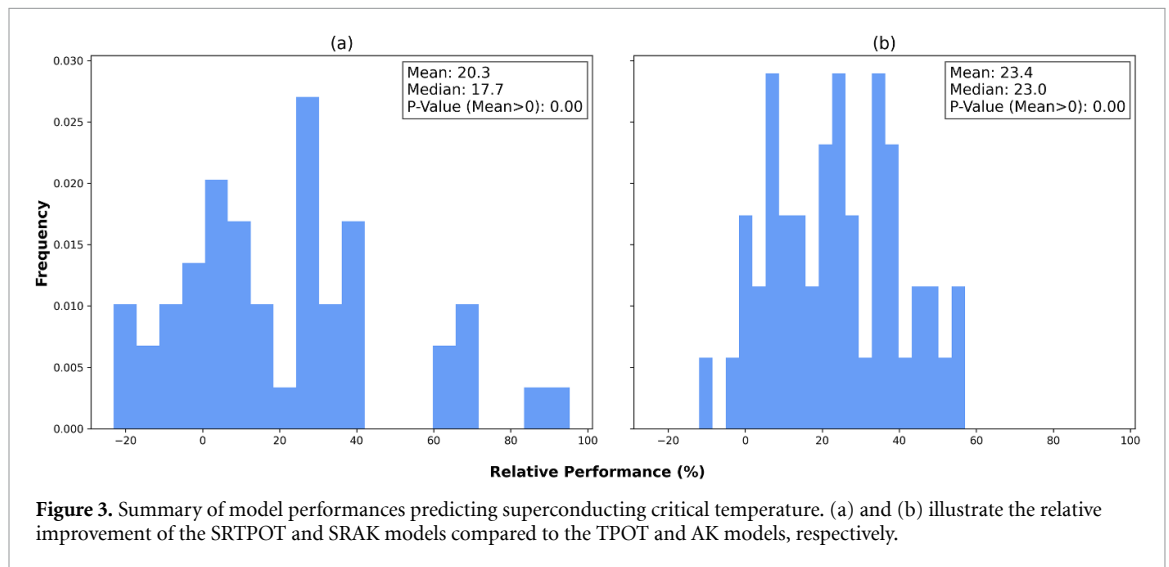 (a)
(b)
0.030
0.025
0.020
0.015
0.010
0.005
0.000
Frequency
Mean: 20.3
Median: 17.7
P-Value (Mean>0): 0.00
Mean: 23.4
Median: 23.0
P-Value (Mean>0): 0.00
−20 0 20 40 60 80 100
−20 0 20 40 60 80 100
Relative Performance (%)
Figure 3. Summary of model performances predicting superconducting critical temperature. (a) and (b) illustrate the relative
improvement of the SRTPOT and SRAK models compared to the TPOT and AK models, respectively.